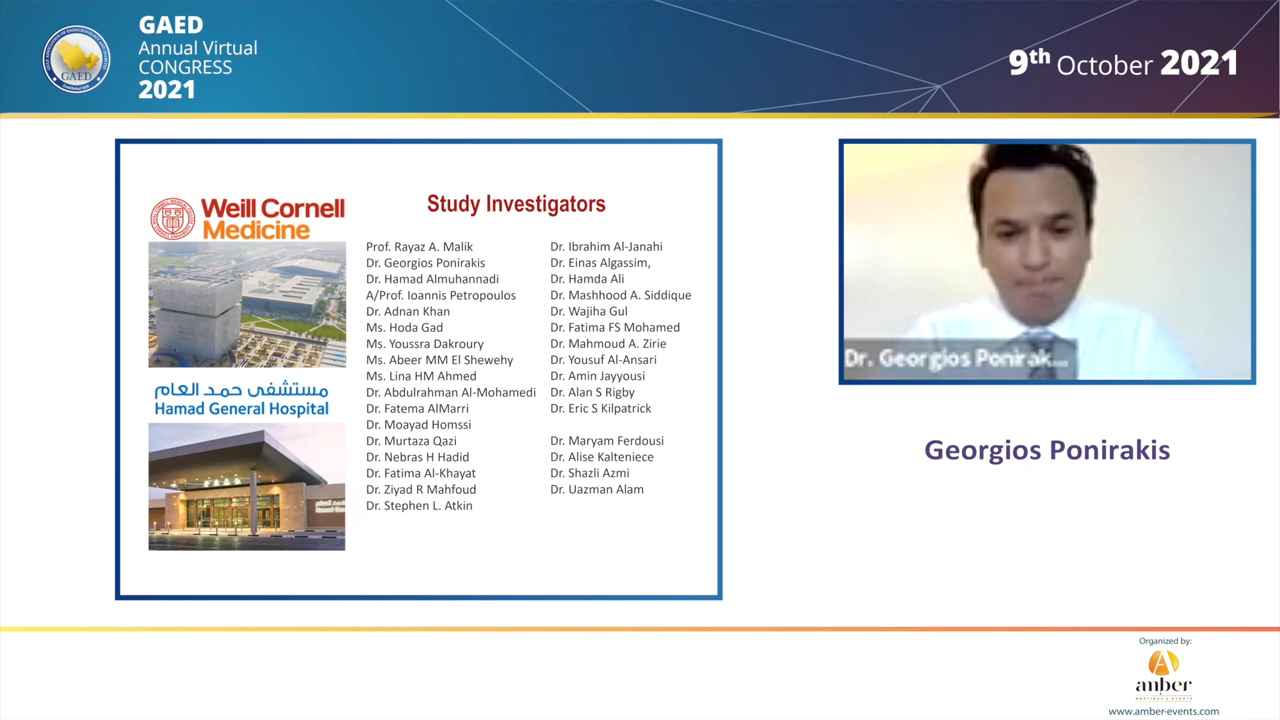 GAED
Annual Virtual
CONGRESS
2021
GAED
9th October 2021
Weill Cornell
Medicine
مستشفى حمد العام
Hamad General Hospital
Study Investigators
Prof. Rayaz A. Malik
Dr. Georgios Ponirakis
Dr. Hamad Almuhannadi
A/Prof. Ioannis Petropoulos
Dr. Adnan Khan
Ms. Hoda Gad
Ms. Youssra Dakroury
Ms. Abeer MM El Shewehy
Ms. Lina HM Ahmed
Dr. Abdulrahman Al-Mohamedi
Dr. Fatema AlMarri
Dr. Moayad Homssi
Dr. Murtaza Qazi
Dr. Nebras H Hadid
Dr. Fatima Al-Khayat
Dr. Ziyad R Mahfoud
Dr. Stephen L. Atkin
Dr. Ibrahim Al-Janahi
Dr. Einas Algassim,
Dr. Hamda Ali
Dr. Mashhood A. Siddique
Dr. Wajiha Gul
Dr. Fatima FS Mohamed
Dr. Mahmoud A. Zirie
Dr. Yousuf Al-Ansari
Dr. Amin Jayyousi
Dr. Alan S Rigby
Dr. Eric S Kilpatrick
Dr. Maryam Ferdousi
Dr. Alise Kalteniece
Dr. Shazli Azmi
Dr. Uazman Alam
Dr. Georgios Ponirak...
Georgios Ponirakis
Organized by:
anber
MEETINGS & EVENTS
www.amber-events.com